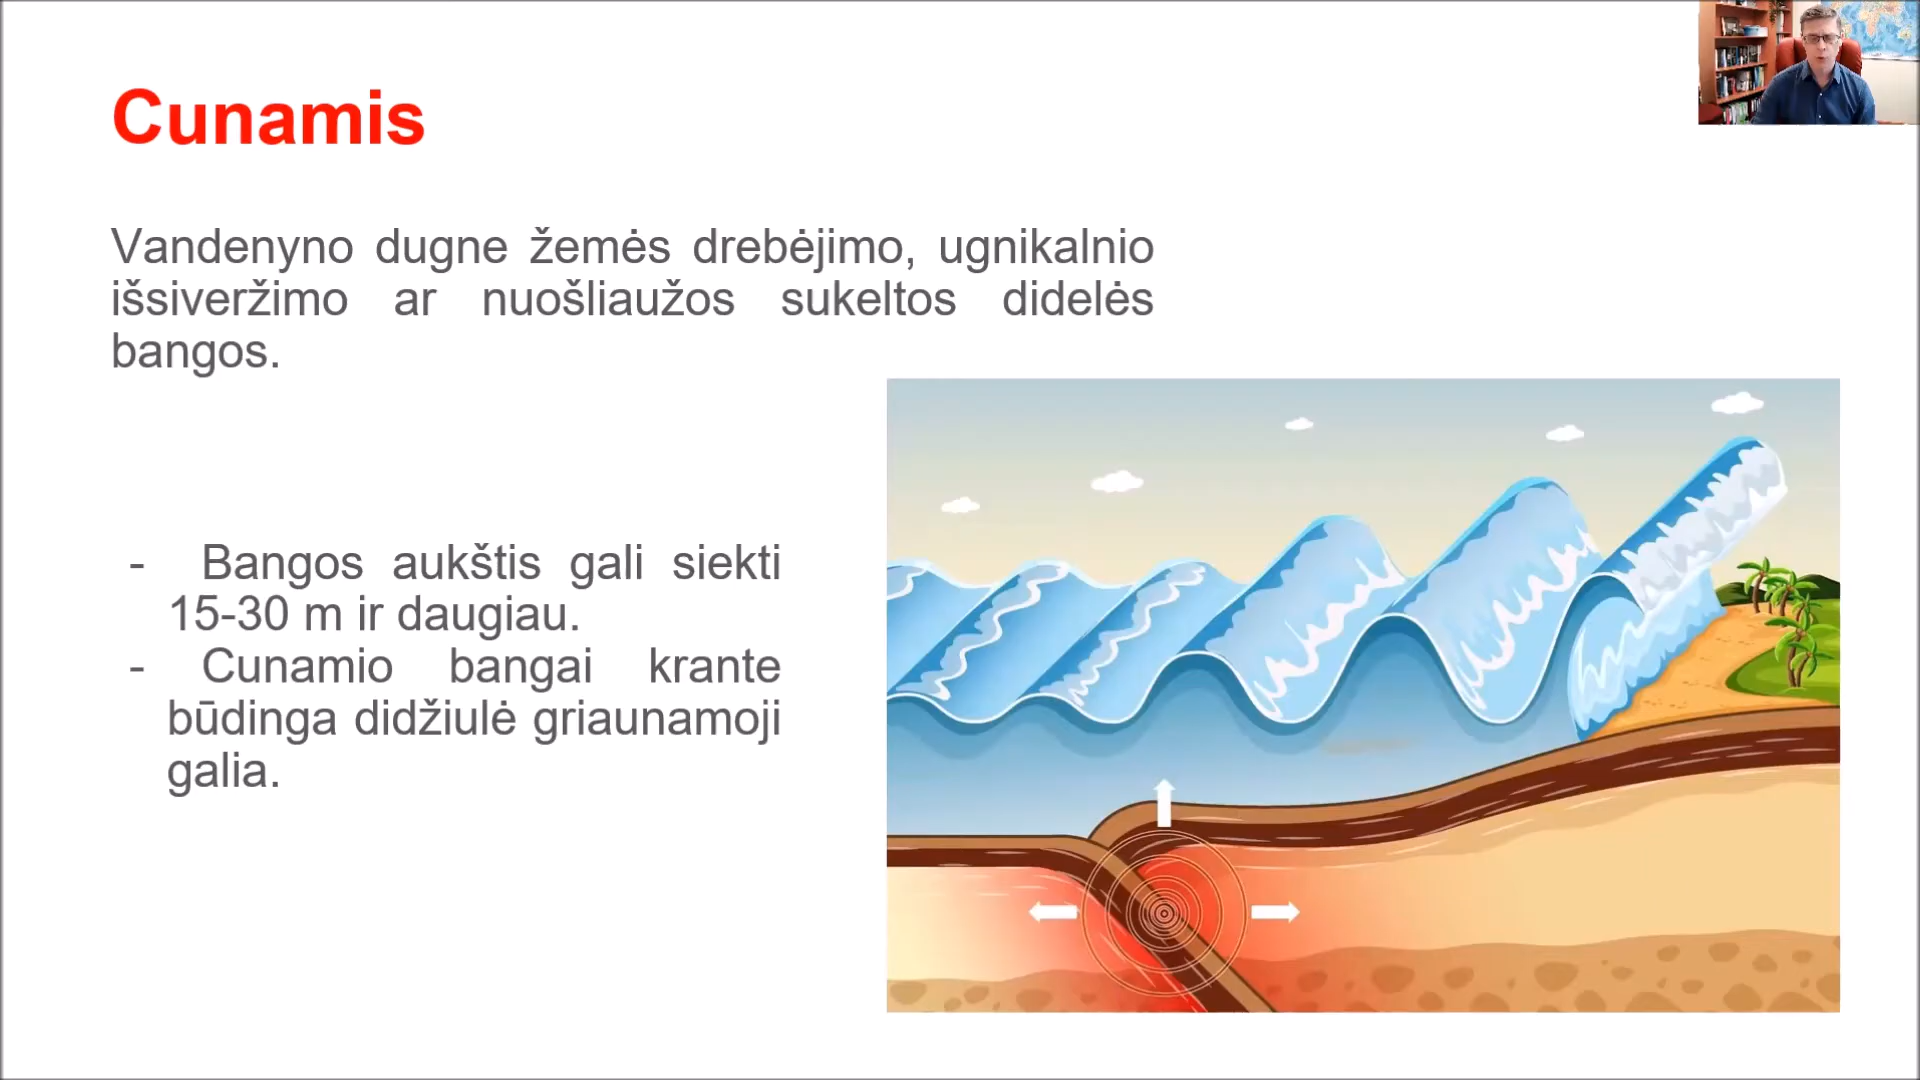 Cunamis
Vandenyno dugne žemės drebėjimo, ugnikalnio
išsiveržimo ar nuošliaužos sukeltos didelės
bangos.
- Bangos aukštis gali siekti
15-30 m ir daugiau.
- Cunamio bangai krante
būdinga didžiulė griaunamoji
galia.